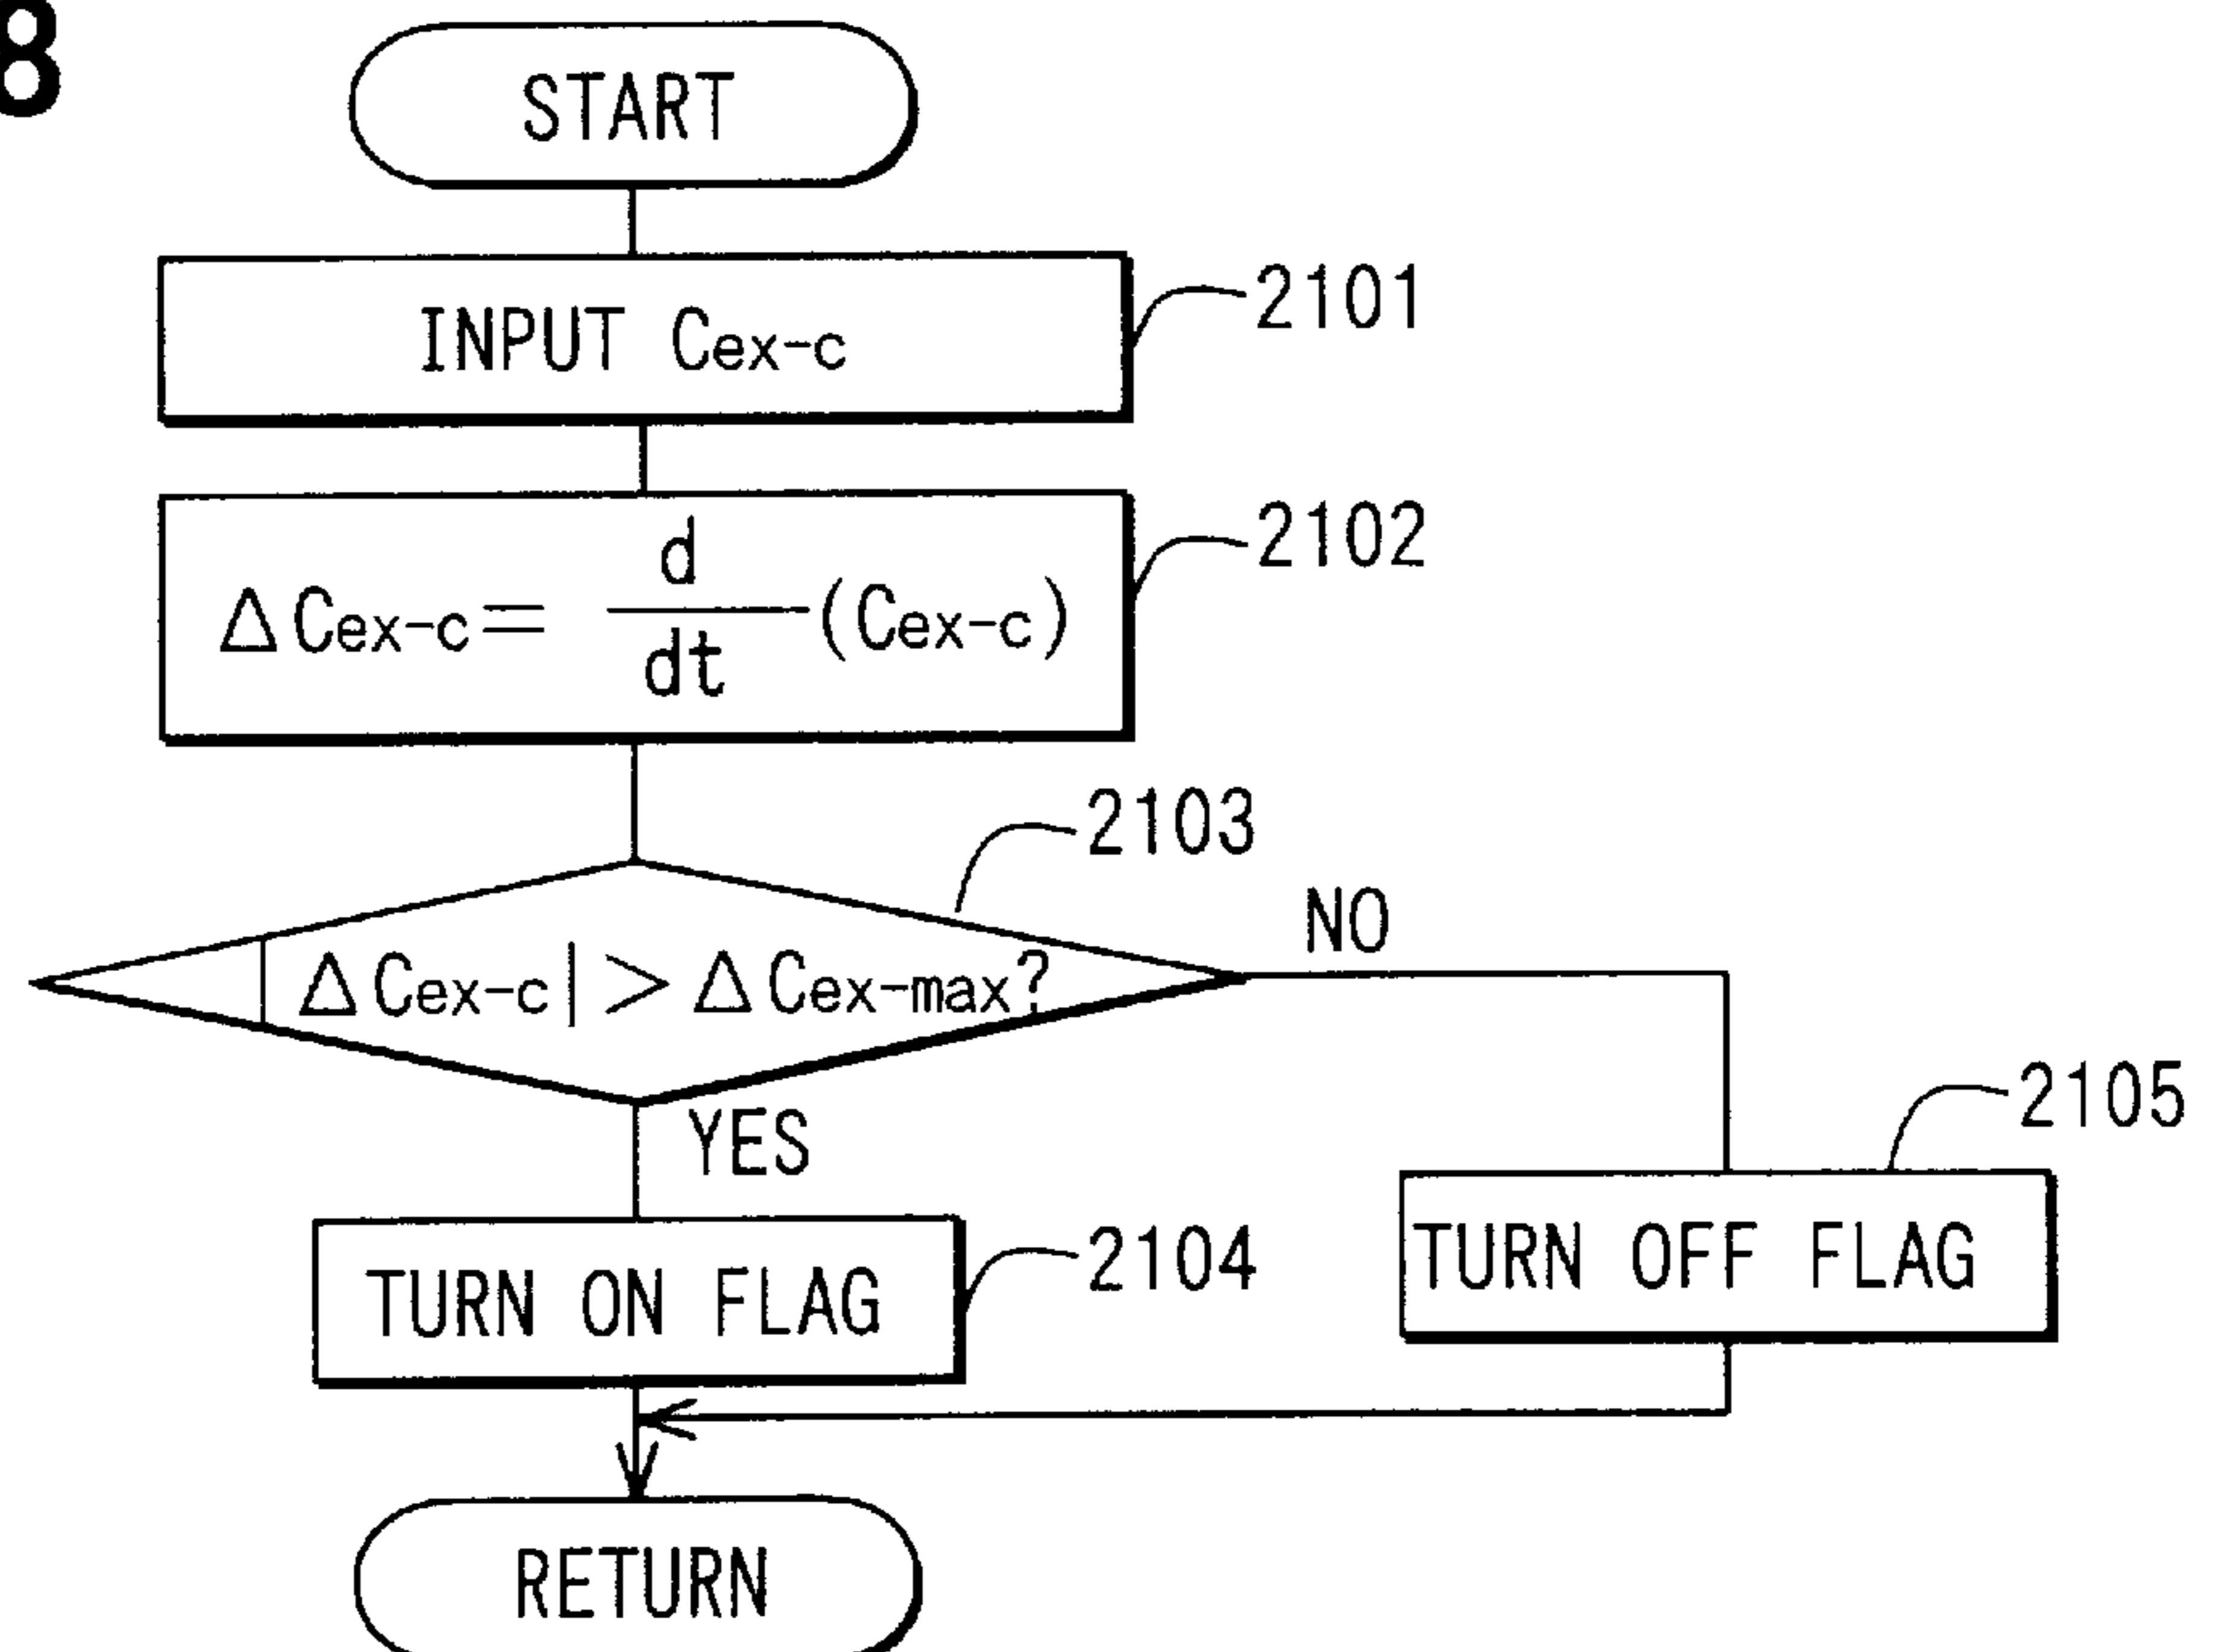 8
START
INPUT Cex-c
2101
ΔCex-c = d/dt (Cex-c)
2102
|ΔCex-c| > ΔCex-max?
2103
NO
YES
TURN ON FLAG
2104
TURN OFF FLAG
2105
RETURN